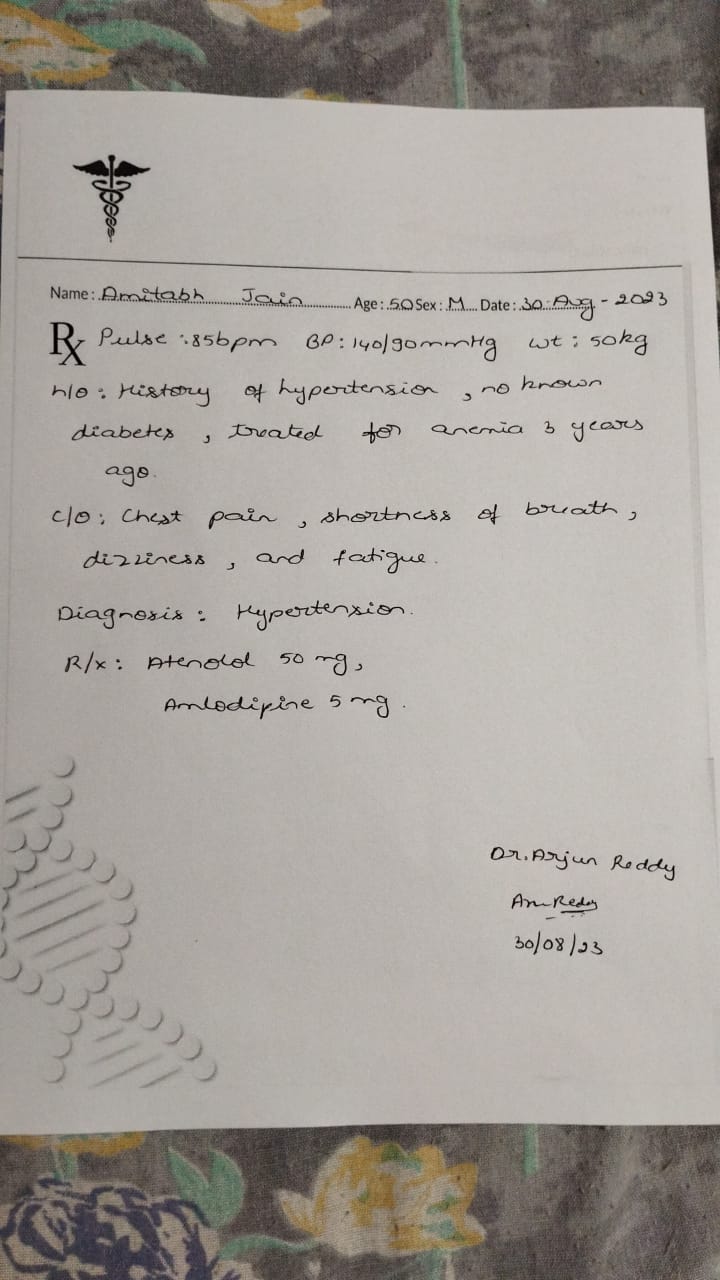 Name: Amitabh Jain Age: 50 Sex: M Date: 30-Aug-2023
Rx Pulse: 85bpm BP: 140/90mmHg wt: 50kg
h/o: History of hypertension, no known
diabetes, treated for anemia 3 years
ago.
c/o: Chest pain, shortness of breath,
dizziness, and fatigue.
Diagnosis: Hypertension.
R/x: Atenolol 50 mg,
Amlodipine 5 mg.
Dr. Arjun Reddy
Reddy
30/08/23